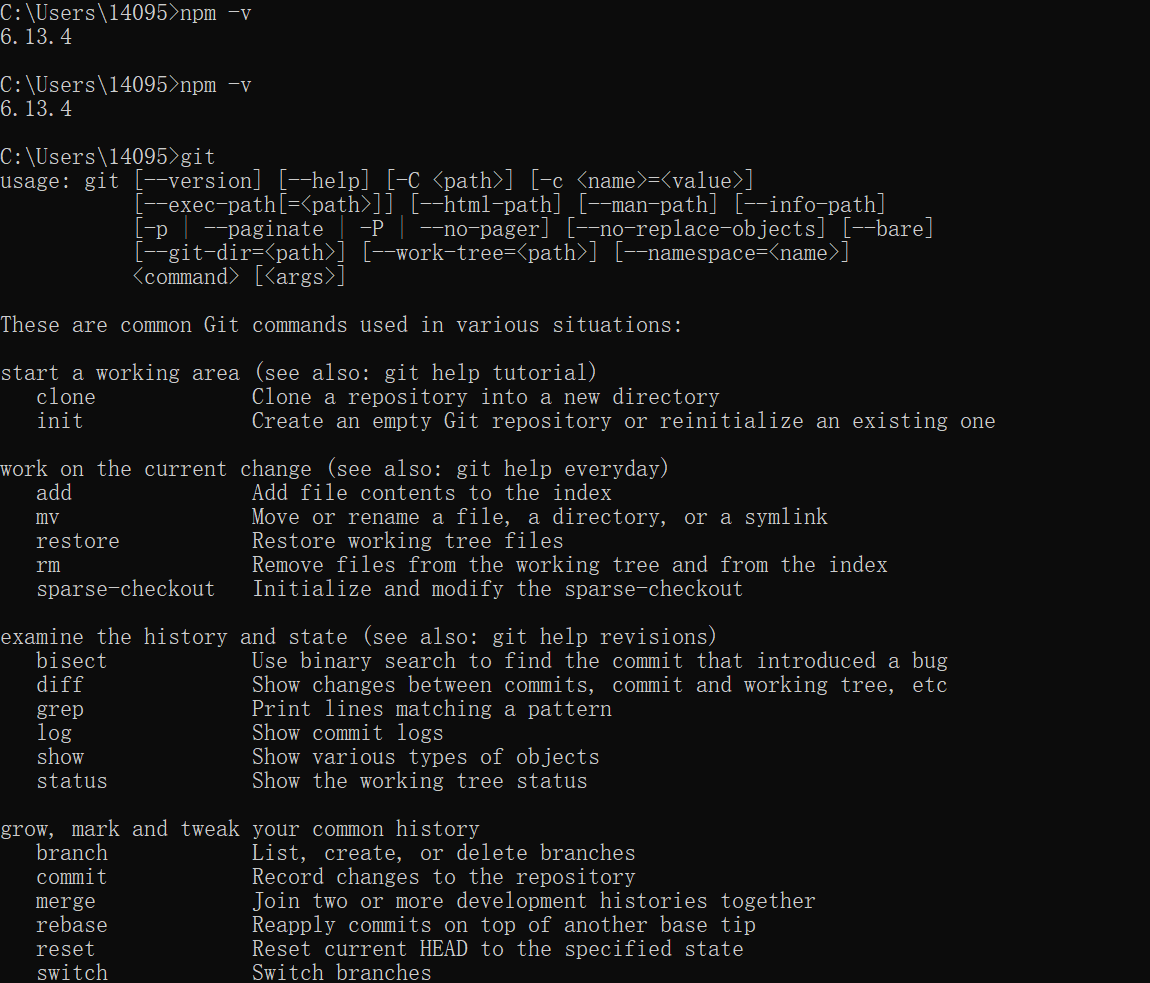 C:\Users\14095>npm -v
6.13.4
C:\Users\14095>npm -v
6.13.4
C:\Users\14095>git
usage: git [--version] [--help] [-C <path>] [-c <name>=<value>]
           [--exec-path[=<path>]] [--html-path] [--man-path] [--info-path]
           [-p | --paginate | -P | --no-pager] [--no-replace-objects] [--bare]
           [--git-dir=<path>] [--work-tree=<path>] [--namespace=<name>]
           <command> [<args>]
These are common Git commands used in various situations:
start a working area (see also: git help tutorial)
   clone             Clone a repository into a new directory
   init              Create an empty Git repository or reinitialize an existing one
work on the current change (see also: git help everyday)
   add               Add file contents to the index
   mv                Move or rename a file, a directory, or a symlink
   restore           Restore working tree files
   rm                Remove files from the working tree and from the index
   sparse-checkout   Initialize and modify the sparse-checkout
examine the history and state (see also: git help revisions)
   bisect            Use binary search to find the commit that introduced a bug
   diff              Show changes between commits, commit and working tree, etc
   grep              Print lines matching a pattern
   log               Show commit logs
   show              Show various types of objects
   status            Show the working tree status
grow, mark and tweak your common history
   branch            List, create, or delete branches
   commit            Record changes to the repository
   merge             Join two or more development histories together
   rebase            Reapply commits on top of another base tip
   reset             Reset current HEAD to the specified state
   switch            Switch branches